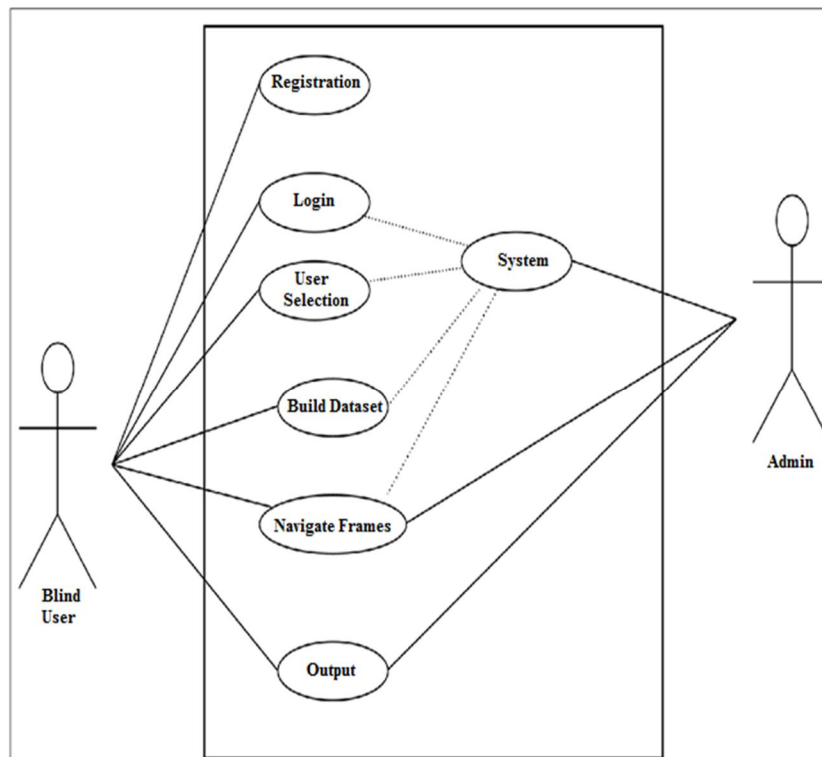 Registration
Login
System
User
Selection
Build Dataset
Admin
Navigate Frames
Blind
User
Output